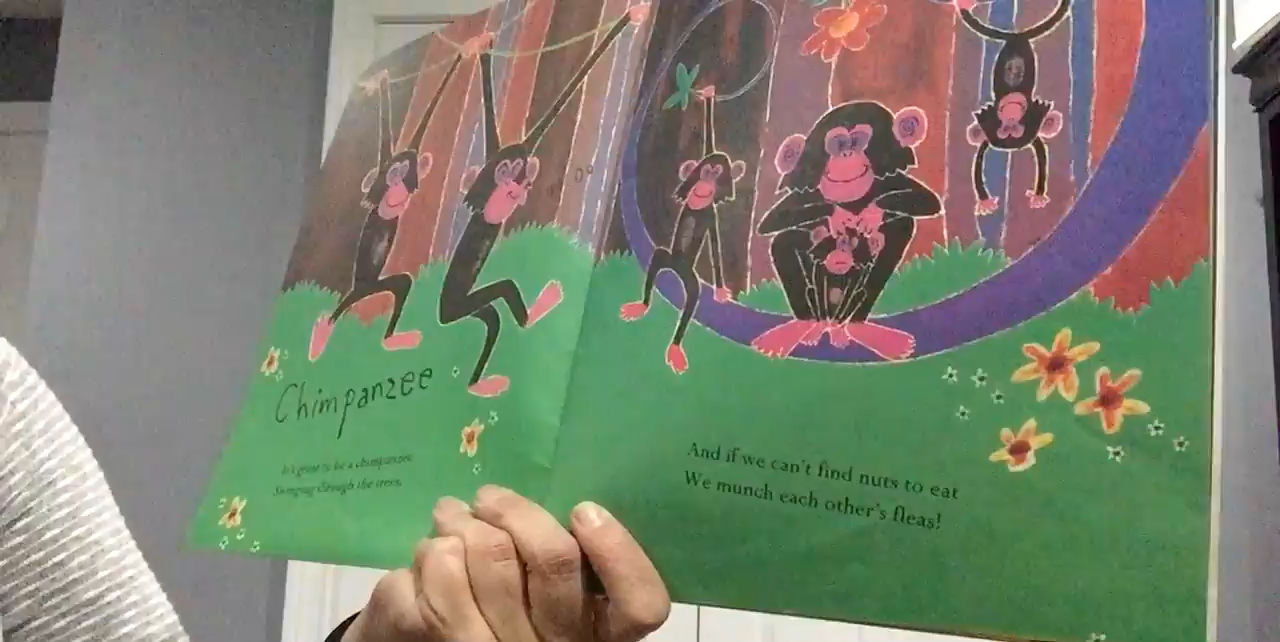 Chimpanzee
It's great to be a chimpanzee
Swinging through the trees,
And if we can't find nuts to eat
We munch each other's fleas!